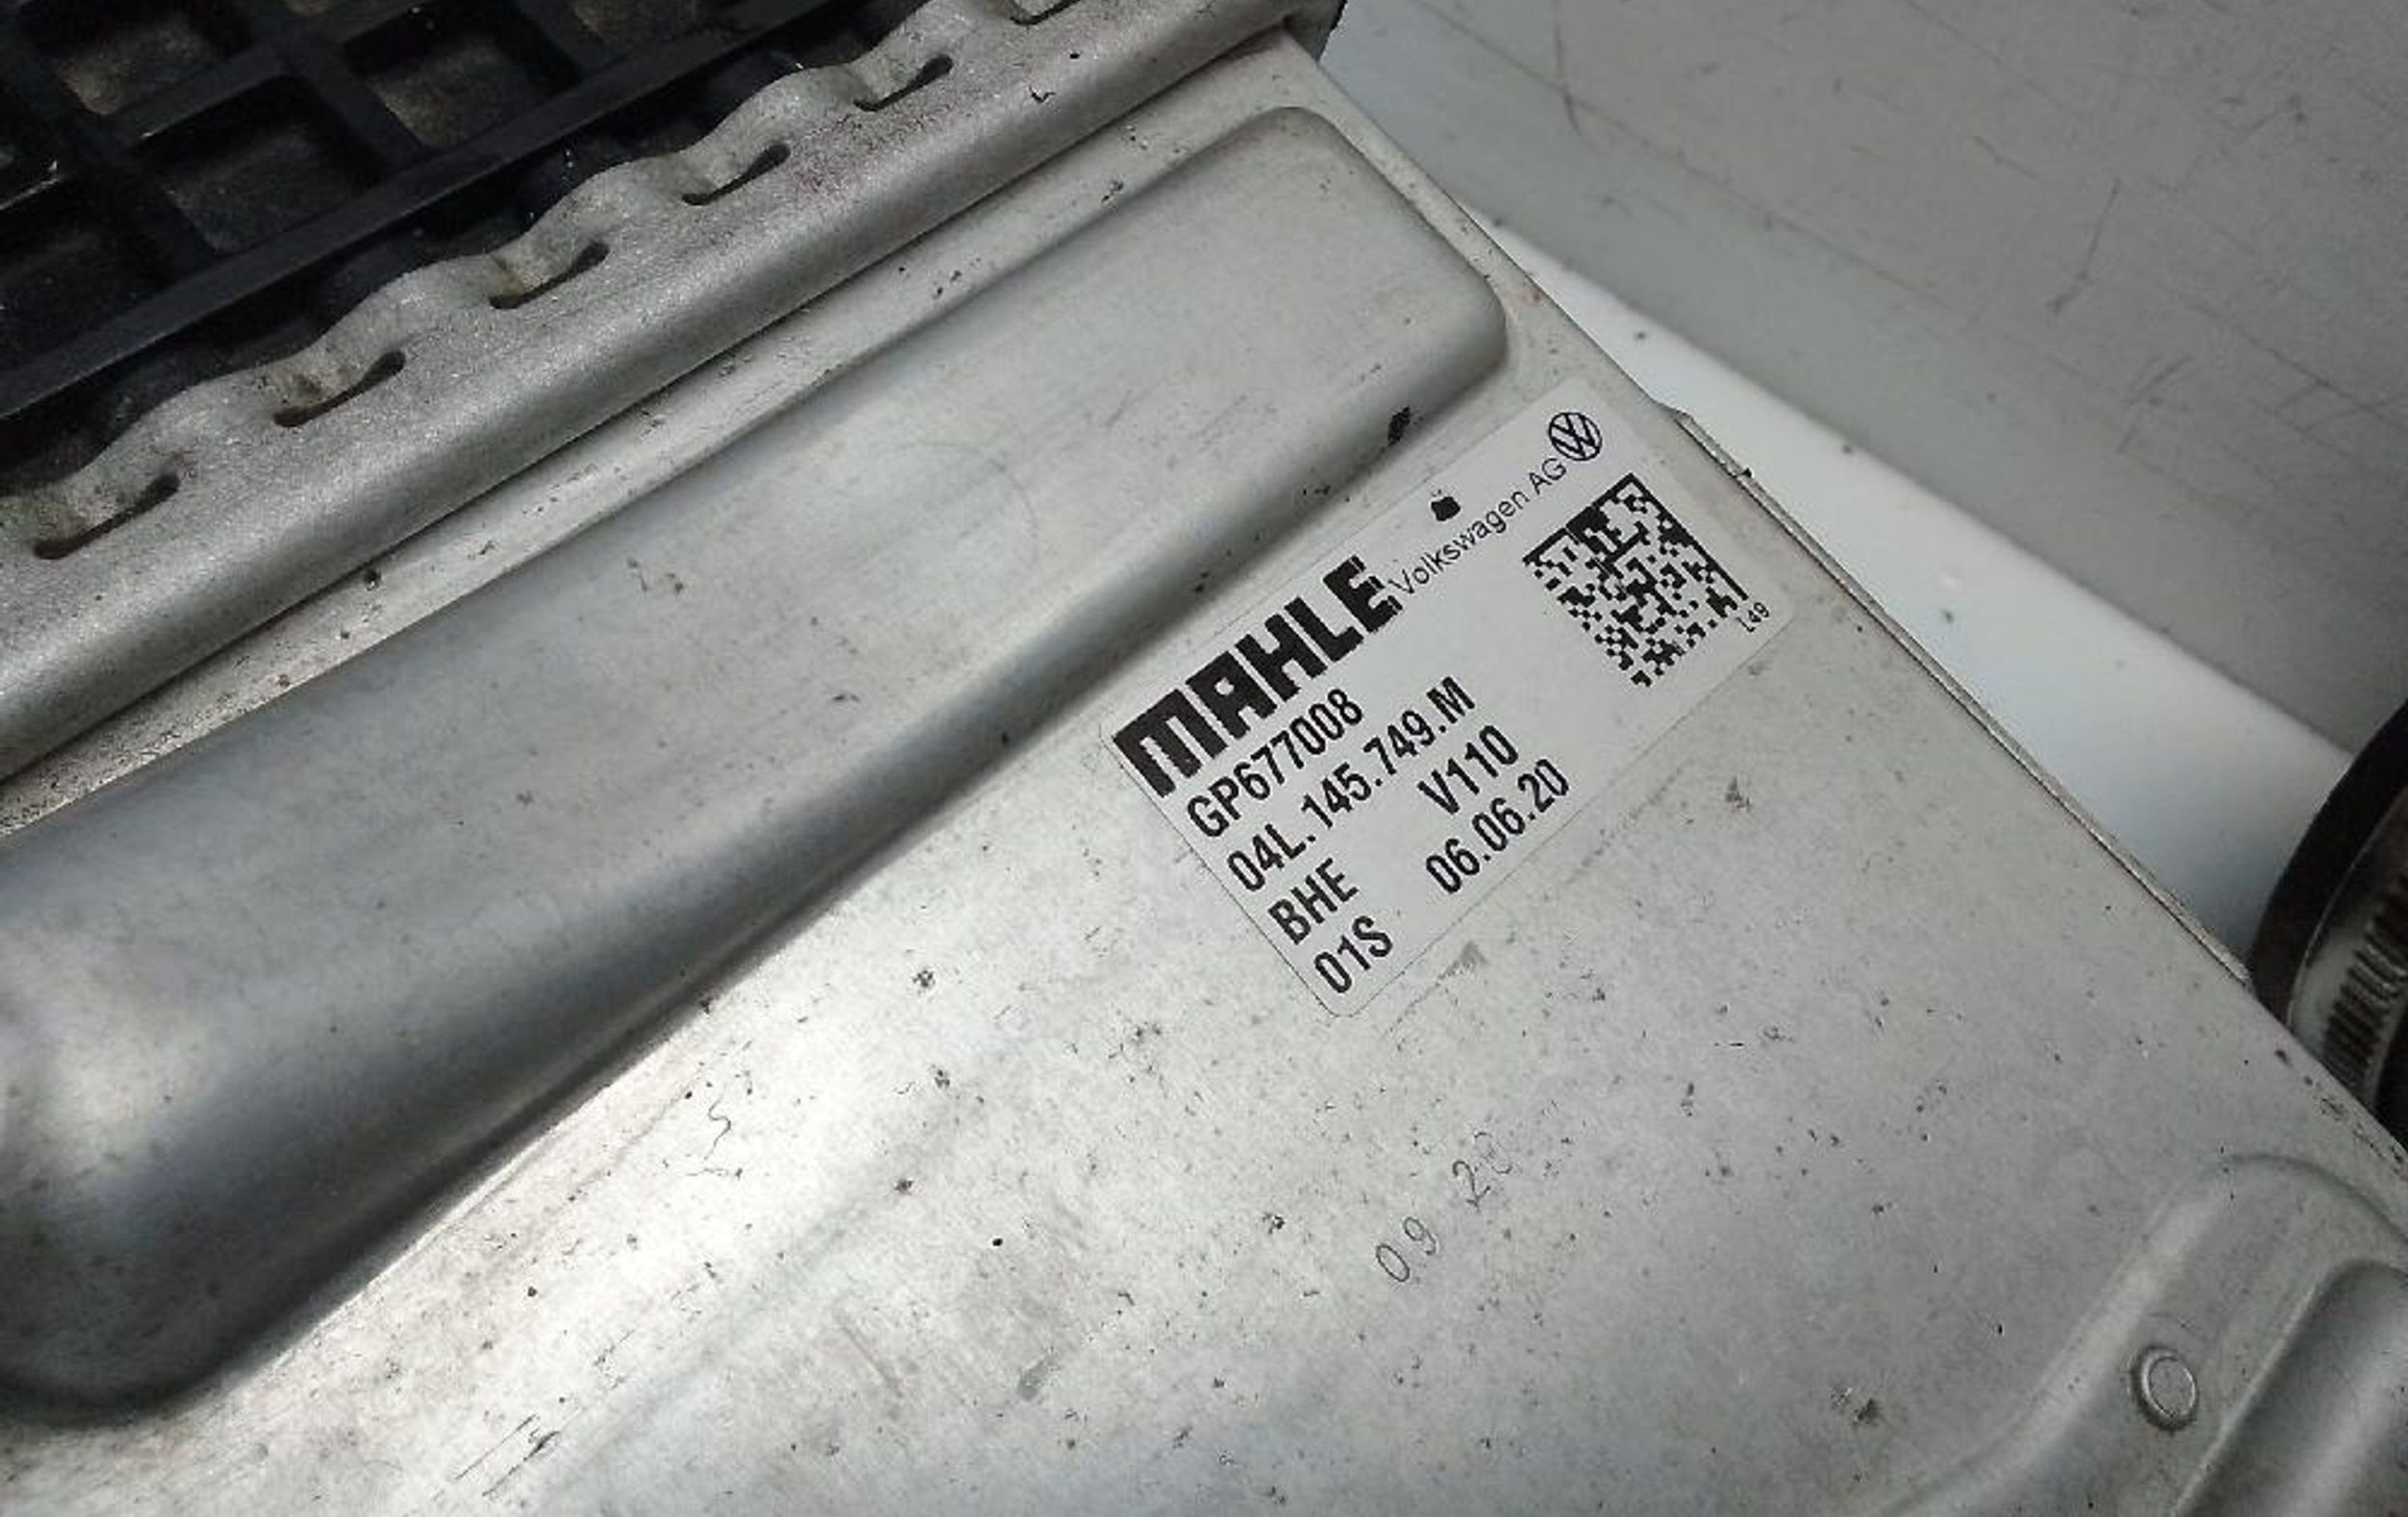 MAHLE Volkswagen AG
GP677008
04L.145.749.M
BHE V110
01S 06.06.20
L49
09 20